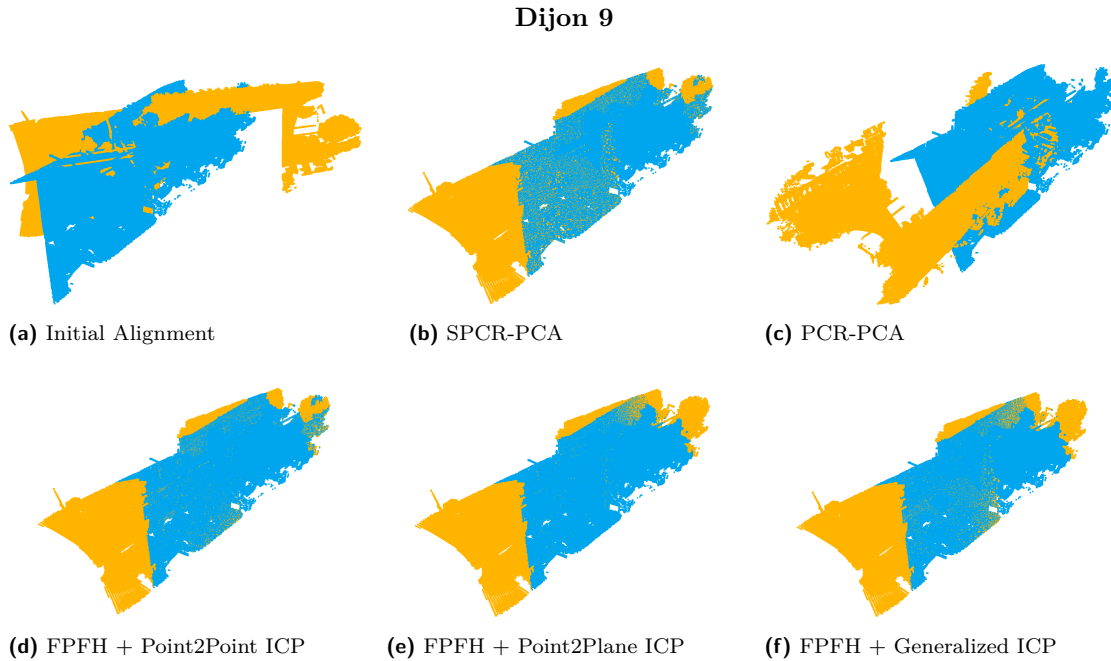 Dijon 9
(a) Initial Alignment
(b) SPCR-PCA
(c) PCR-PCA
(d) FPFH + Point2Point ICP
(e) FPFH + Point2Plane ICP
(f) FPFH + Generalized ICP